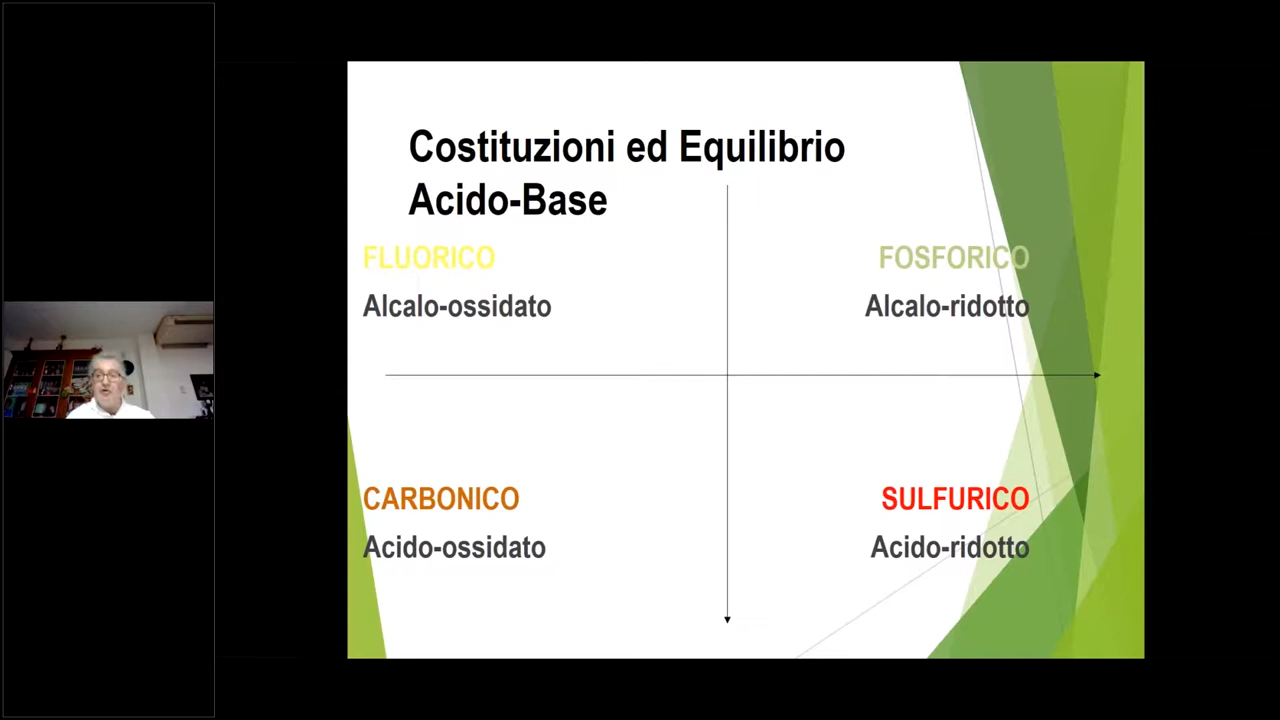 Costituzioni ed Equilibrio
Acido-Base
FLUORICO
FOSFORICO
Alcalo-ossidato
Alcalo-ridotto
CARBONICO
SULFURICO
Acido-ossidato
Acido-ridotto